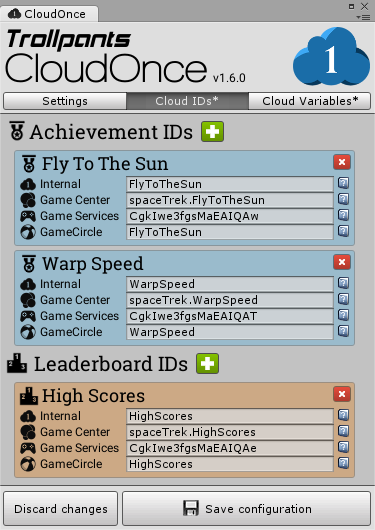 CloudOnce
Trollpants
CloudOnce v1.6.0
1
Settings Cloud IDs* Cloud Variables*
Achievement IDs
Fly To The Sun
Internal FlyToTheSun
Game Center spaceTrek.FlyToTheSun
Game Services CgkIwe3fgsMaEAIQAw
GameCircle FlyToTheSun
Warp Speed
Internal WarpSpeed
Game Center spaceTrek.WarpSpeed
Game Services CgkIwe3fgsMaEAIQAT
GameCircle WarpSpeed
Leaderboard IDs
High Scores
Internal HighScores
Game Center spaceTrek.HighScores
Game Services CgkIwe3fgsMaEAIQAe
GameCircle HighScores
Discard changes Save configuration